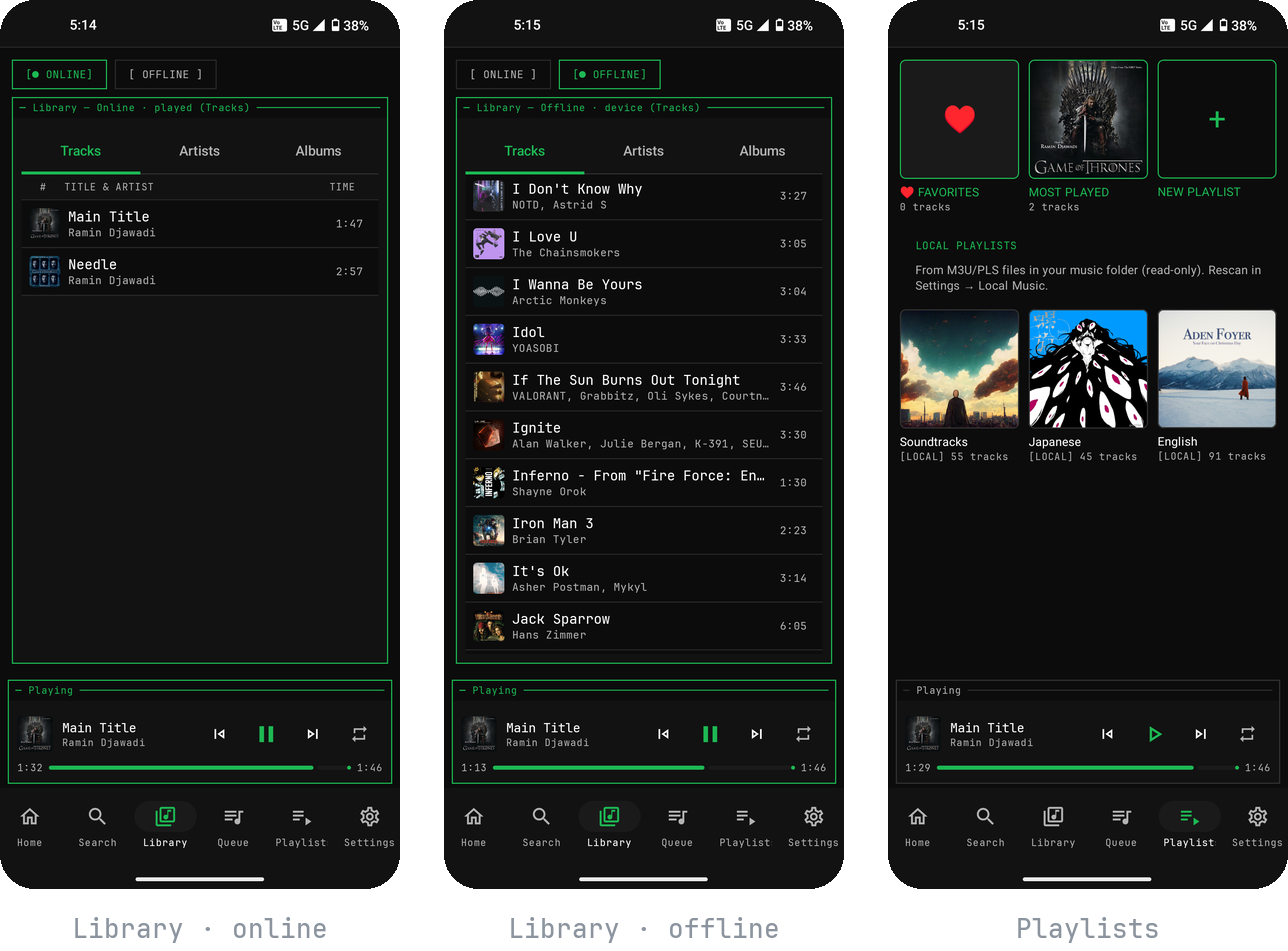 5:14
Vo LTE 5G 38%
[● ONLINE] [ OFFLINE ]
Library — Online · played (Tracks)
Tracks Artists Albums
# TITLE & ARTIST TIME
Main Title
Ramin Djawadi
1:47
Needle
Ramin Djawadi
2:57
Playing
Main Title
Ramin Djawadi
1:32 1:46
Home Search Library Queue Playlist Settings
Library · online
5:15
Vo LTE 5G 38%
[ ONLINE ] [● OFFLINE]
Library — Offline · device (Tracks)
Tracks Artists Albums
I Don't Know Why
NOTD, Astrid S
3:27
I Love U
The Chainsmokers
3:05
I Wanna Be Yours
Arctic Monkeys
3:04
Idol
YOASOBI
3:33
If The Sun Burns Out Tonight
VALORANT, Grabbitz, Oli Sykes, Courtn…
3:46
Ignite
Alan Walker, Julie Bergan, K-391, SEU…
3:30
Inferno - From "Fire Force: En…
Shayne Orok
1:30
Iron Man 3
Brian Tyler
2:23
It's Ok
Asher Postman, Mykyl
3:14
Jack Sparrow
Hans Zimmer
6:05
Playing
Main Title
Ramin Djawadi
1:13 1:46
Home Search Library Queue Playlist Settings
Library · offline
5:15
Vo LTE 5G 38%
RAMIN DJAWADI
GAME OF THRONES
❤️ FAVORITES
0 tracks
MOST PLAYED
2 tracks
NEW PLAYLIST
LOCAL PLAYLISTS
From M3U/PLS files in your music folder (read-only). Rescan in
Settings → Local Music.
ADEN FOYER
Soundtracks
[LOCAL] 55 tracks
Japanese
[LOCAL] 45 tracks
English
[LOCAL] 91 tracks
Playing
Main Title
Ramin Djawadi
1:29 1:46
Home Search Library Queue Playlist Settings
Playlists